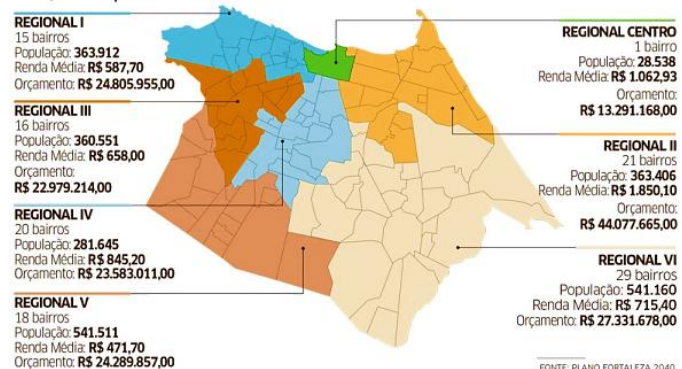 REGIONAL I
15 bairros
População: 363.912
Renda Média: R$ 587,70
Orçamento: R$ 24.805.955,00
REGIONAL III
16 bairros
População: 360.551
Renda Média: R$ 658,00
Orçamento:
R$ 22.979.214,00
REGIONAL IV
20 bairros
População: 281.645
Renda Média: R$ 845,20
Orçamento: R$ 23.583.011,00
REGIONAL V
18 bairros
População: 541.511
Renda Média: R$ 471,70
Orçamento: R$ 24.289.857,00
REGIONAL CENTRO
1 bairro
População: 28.538
Renda Média: R$ 1.062,93
Orçamento:
R$ 13.291.168,00
REGIONAL II
21 bairros
População: 363.406
Renda Média: R$ 1.850,10
Orçamento:
R$ 44.077.665,00
REGIONAL VI
29 bairros
População: 541.160
Renda Média: R$ 715,40
Orçamento: R$ 27.331.678,00
FONTE: PLANO FORTALEZA 2040